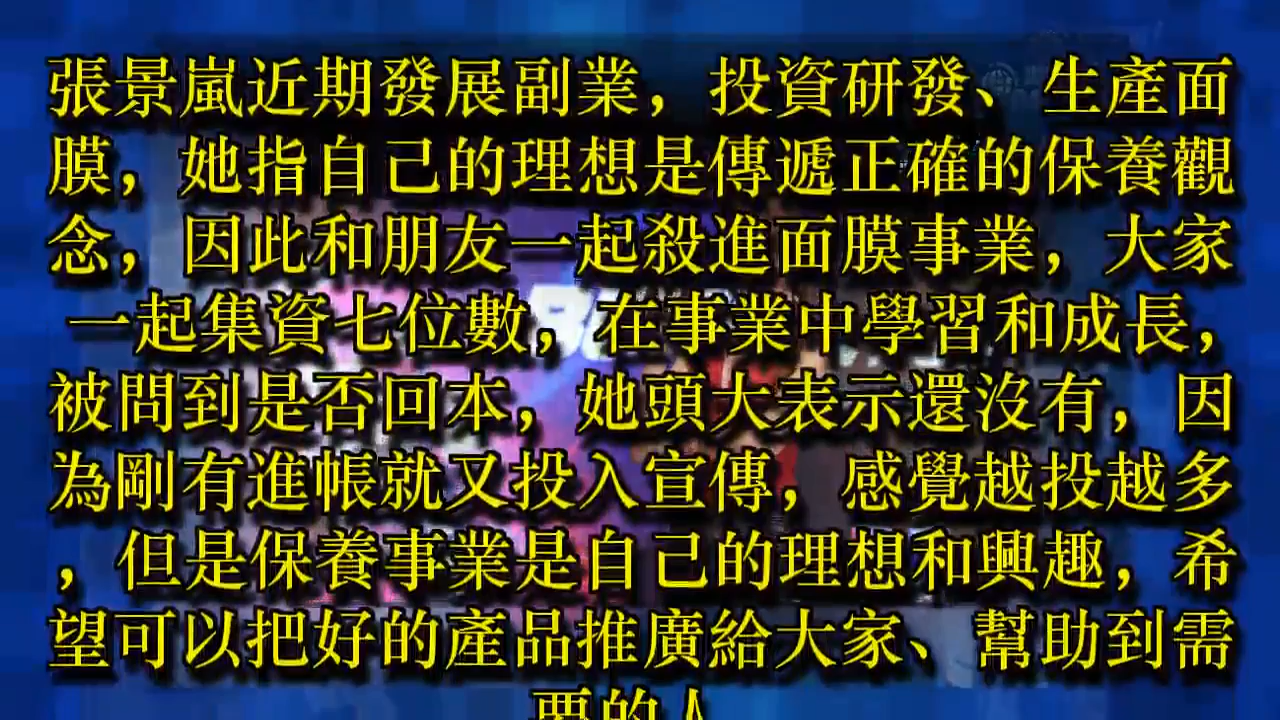 張景嵐近期發展副業，投資研發、生產面
膜，她指自己的理想是傳遞正確的保養觀
念，因此和朋友一起殺進面膜事業，大家
一起集資七位數，在事業中學習和成長，
被問到是否回本，她頭大表示還沒有，因
為剛有進帳就又投入宣傳，感覺越投越多
，但是保養事業是自己的理想和興趣，希
望可以把好的產品推廣給大家、幫助到需
要的人